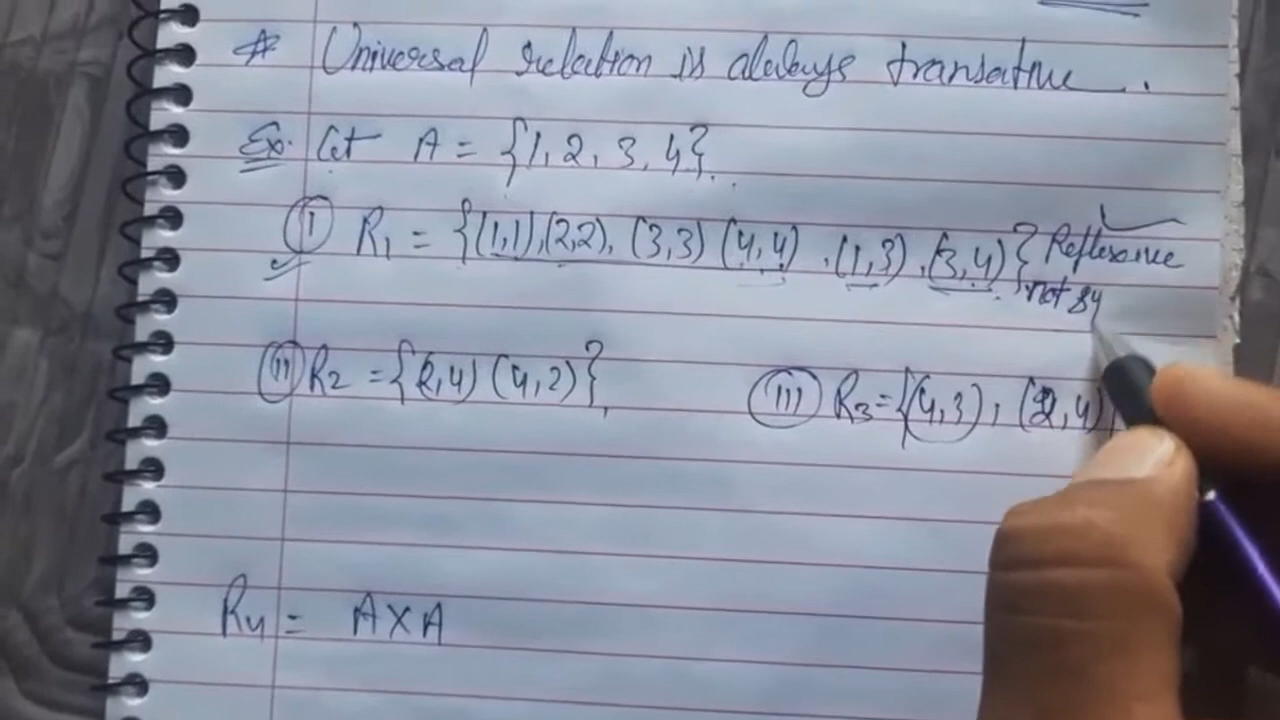 * Universal relation is always transative.
Ex. Let A = {1, 2, 3, 4}.
(I) R1 = {(1,1), (2,2), (3,3) (4,4), (1,3), (3,4)} Reflexive
not sy
(II) R2 = {(2,4) (4,2)}, (III) R3 = {(4,3), (2,4)
R4 = A X A